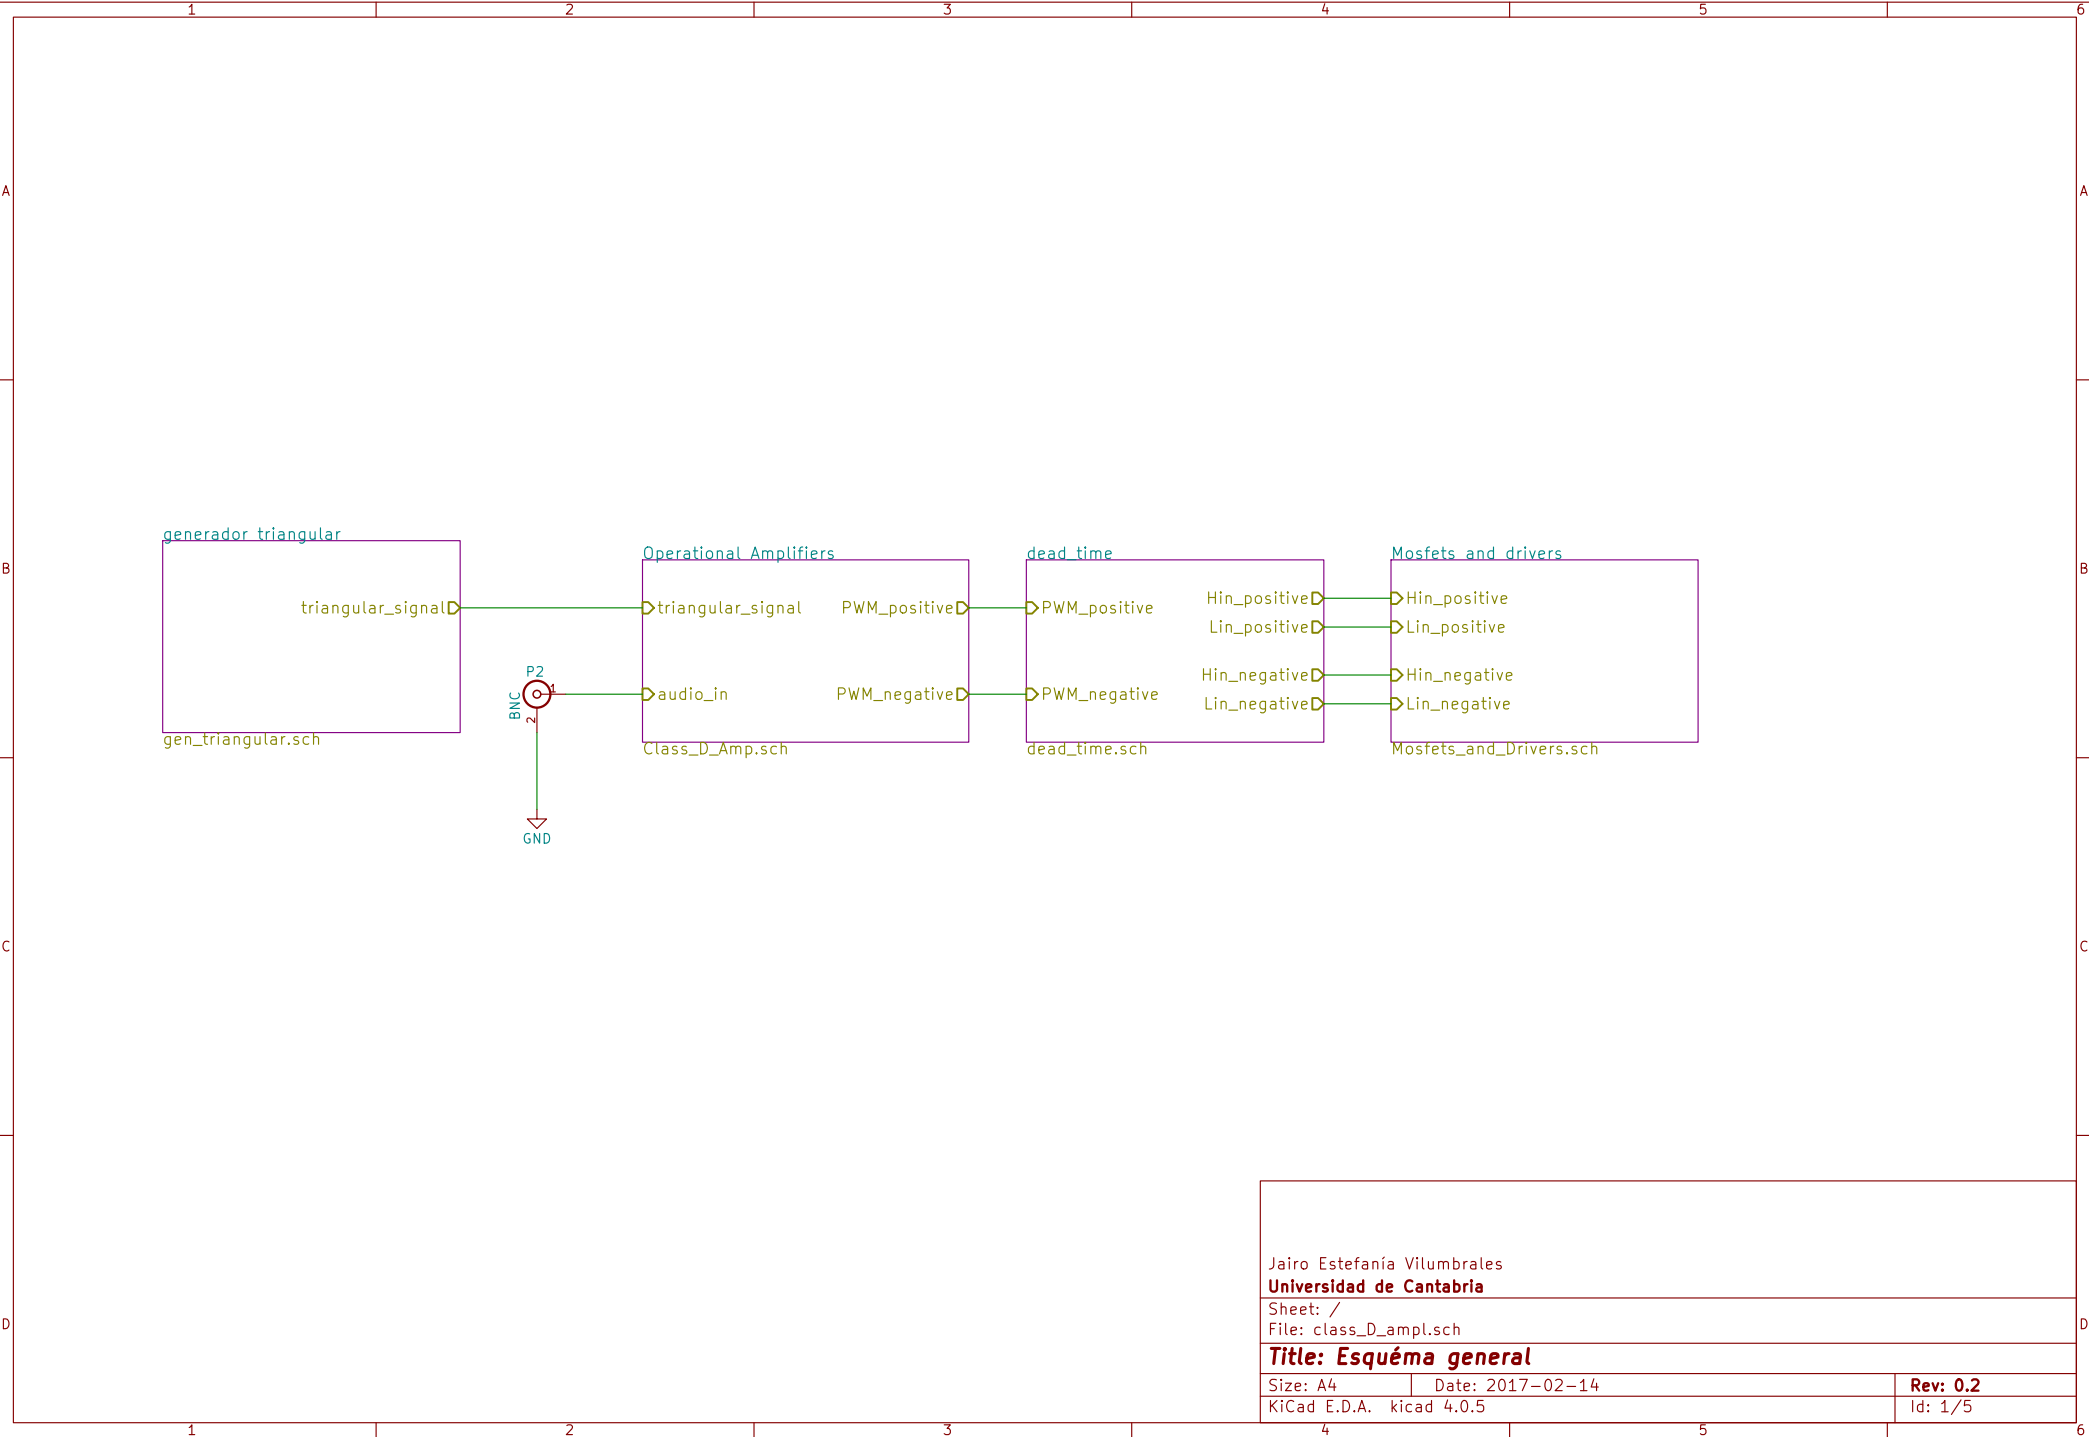 1 2 3 4 5 6
A A
generador triangular
Operational Amplifiers dead_time Mosfets and drivers
B B
triangular_signal triangular_signal PWM_positive PWM_positive Hin_positive Hin_positive
Lin_positive Lin_positive
P2
Hin_negative Hin_negative
BNC 1 audio_in PWM_negative PWM_negative
Lin_negative Lin_negative
2
gen_triangular.sch
Class_D_Amp.sch dead_time.sch Mosfets_and_Drivers.sch
GND
C C
Jairo Estefanía Vilumbrales
Universidad de Cantabria
Sheet: /
D D
File: class_D_ampl.sch
Title: Esquéma general
Size: A4 Date: 2017-02-14 Rev: 0.2
KiCad E.D.A. kicad 4.0.5 Id: 1/5
1 2 3 4 5 6